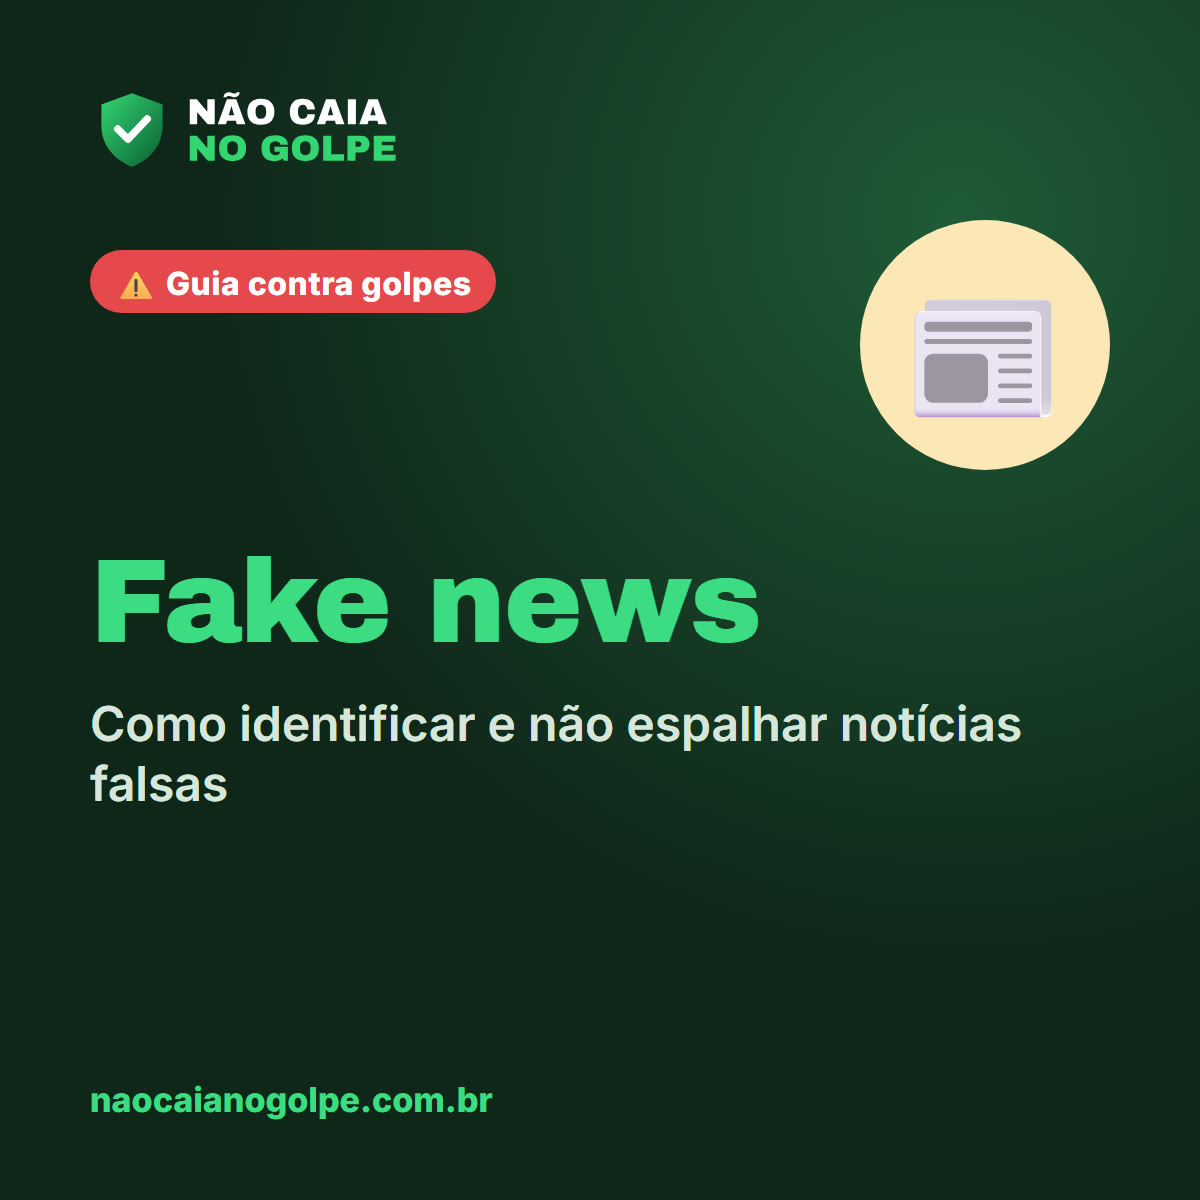 NÃO CAIA
NO GOLPE
Guia contra golpes
Fake news
Como identificar e não espalhar notícias
falsas
naocaianogolpe.com.br